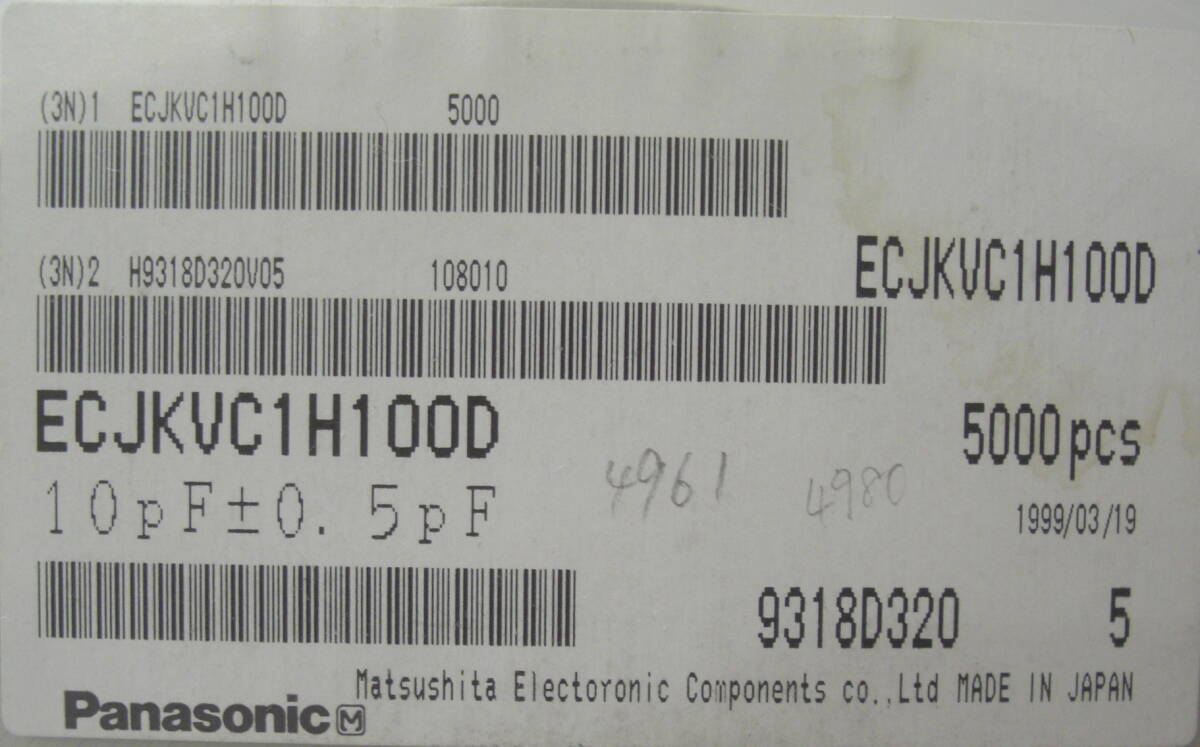 (3N)1 ECJKVC1H100D 5000
(3N)2 H9318D320V05 108010
ECJKVC1H100D
ECJKVC1H100D
5000pcs
10pF±0.5pF
4961 4980
1999/03/19
9318D320 5
Matsushita Electoronic Components co.,Ltd MADE IN JAPAN
Panasonic M